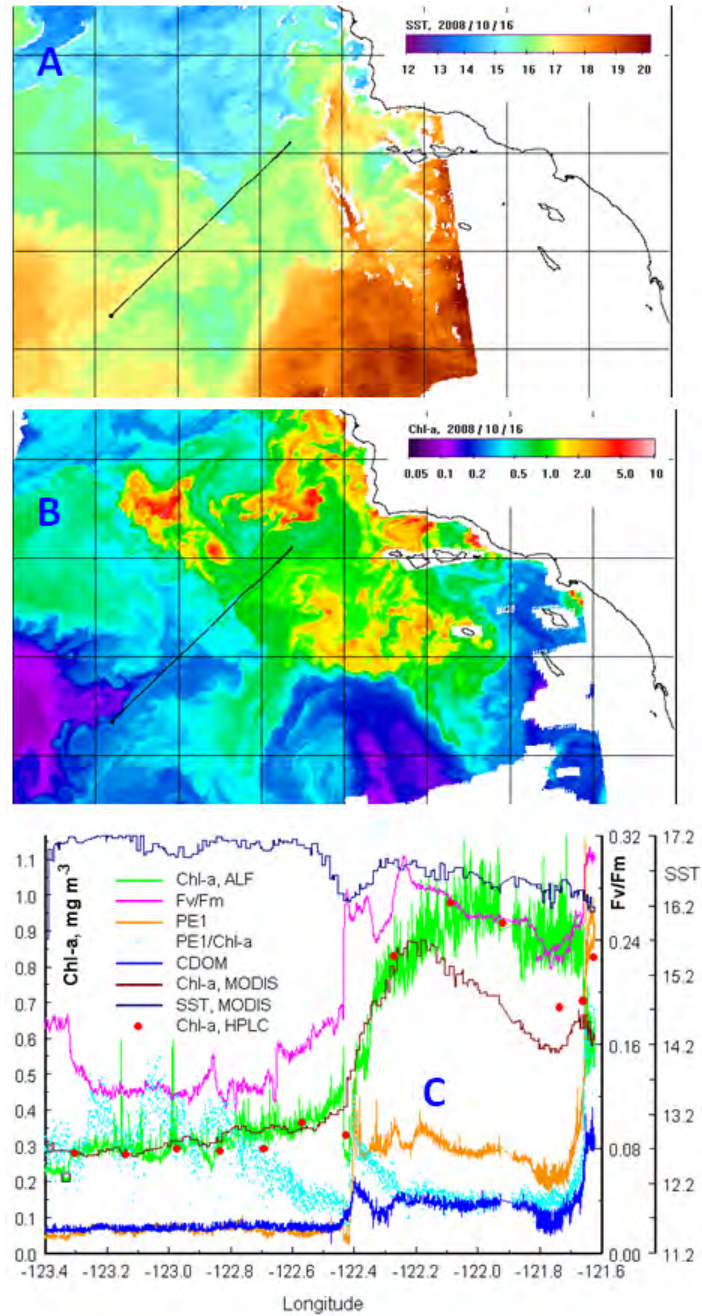 A
SST, 2008 / 10 / 16
12 13 14 15 16 17 18 19 20
B
Chl-a, 2008 / 10 / 16
0.05 0.1 0.2 0.5 1.0 2.0 5.0 10
C
Chl-a, mg m-3
1.1
1.0
0.9
0.8
0.7
0.6
0.5
0.4
0.3
0.2
0.1
0.0
Chl-a, ALF
Fv/Fm
PE1
PE1/Chl-a
CDOM
Chl-a, MODIS
SST, MODIS
Chl-a, HPLC
0.32
0.24
0.16
0.08
0.00
Fv/Fm
17.2
SST
16.2
15.2
14.2
13.2
12.2
11.2
-123.4 -123.2 -123.0 -122.8 -122.6 -122.4 -122.2 -122.0 -121.8 -121.6
Longitude